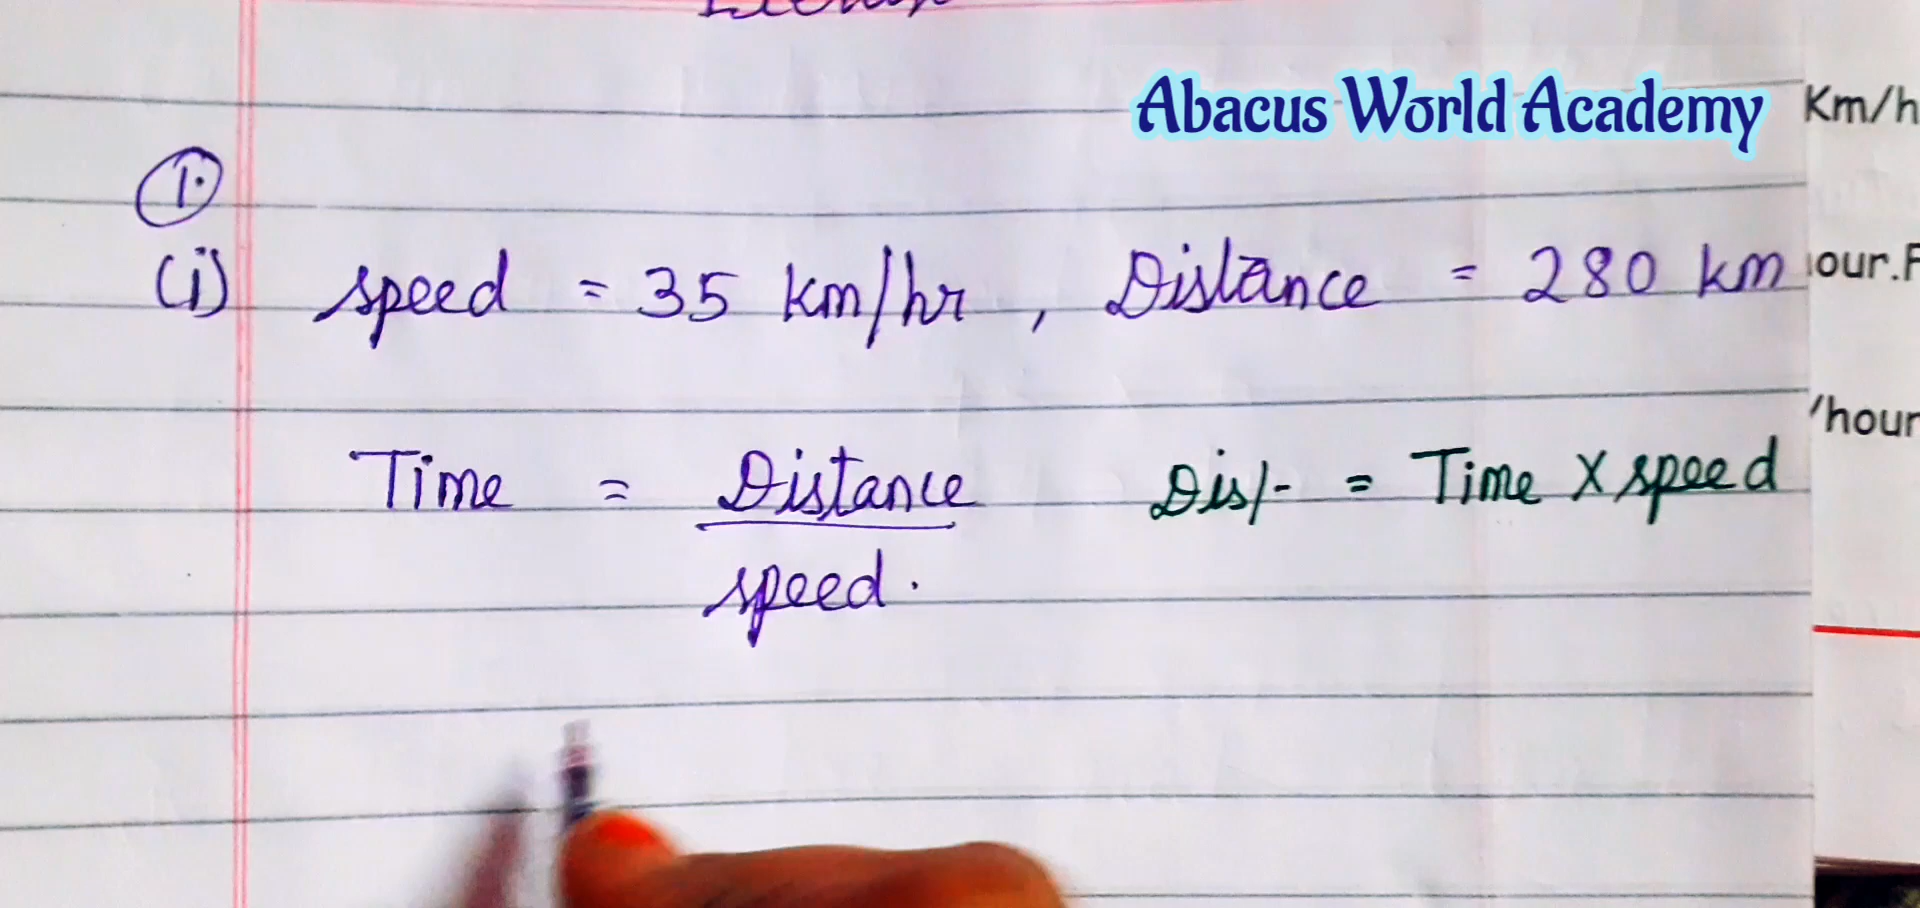 Abacus World Academy
Km/h
1.
(i) speed = 35 km/hr , Distance = 280 km
our.F
/hour
Time = Distance
speed.
Dis/- = Time X speed